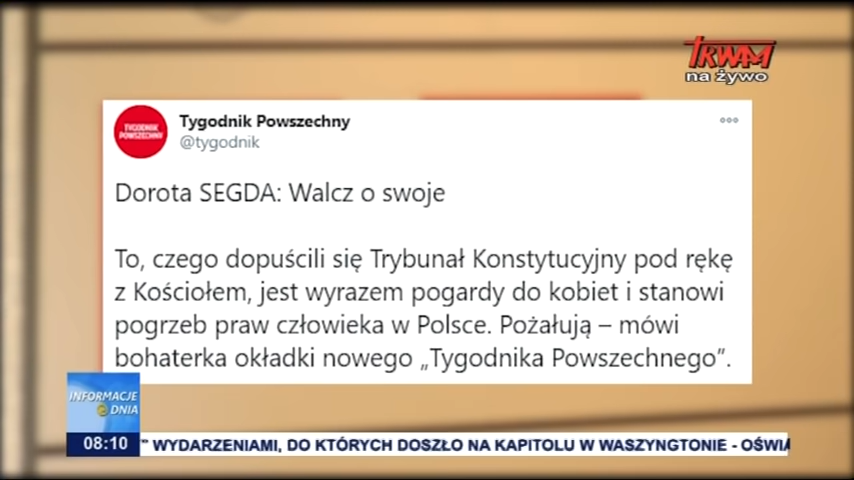 TRWAM
na żywo
TYGODNIK
POWSZECHNY
Tygodnik Powszechny
@tygodnik
Dorota SEGDA: Walcz o swoje
To, czego dopuścili się Trybunał Konstytucyjny pod rękę
z Kościołem, jest wyrazem pogardy do kobiet i stanowi
pogrzeb praw człowieka w Polsce. Pożałują – mówi
bohaterka okładki nowego „Tygodnika Powszechnego”.
INFORMACJE
DNIA
08:10 WYDARZENIAMI, DO KTÓRYCH DOSZŁO NA KAPITOLU W WASZYNGTONIE - OŚWIA